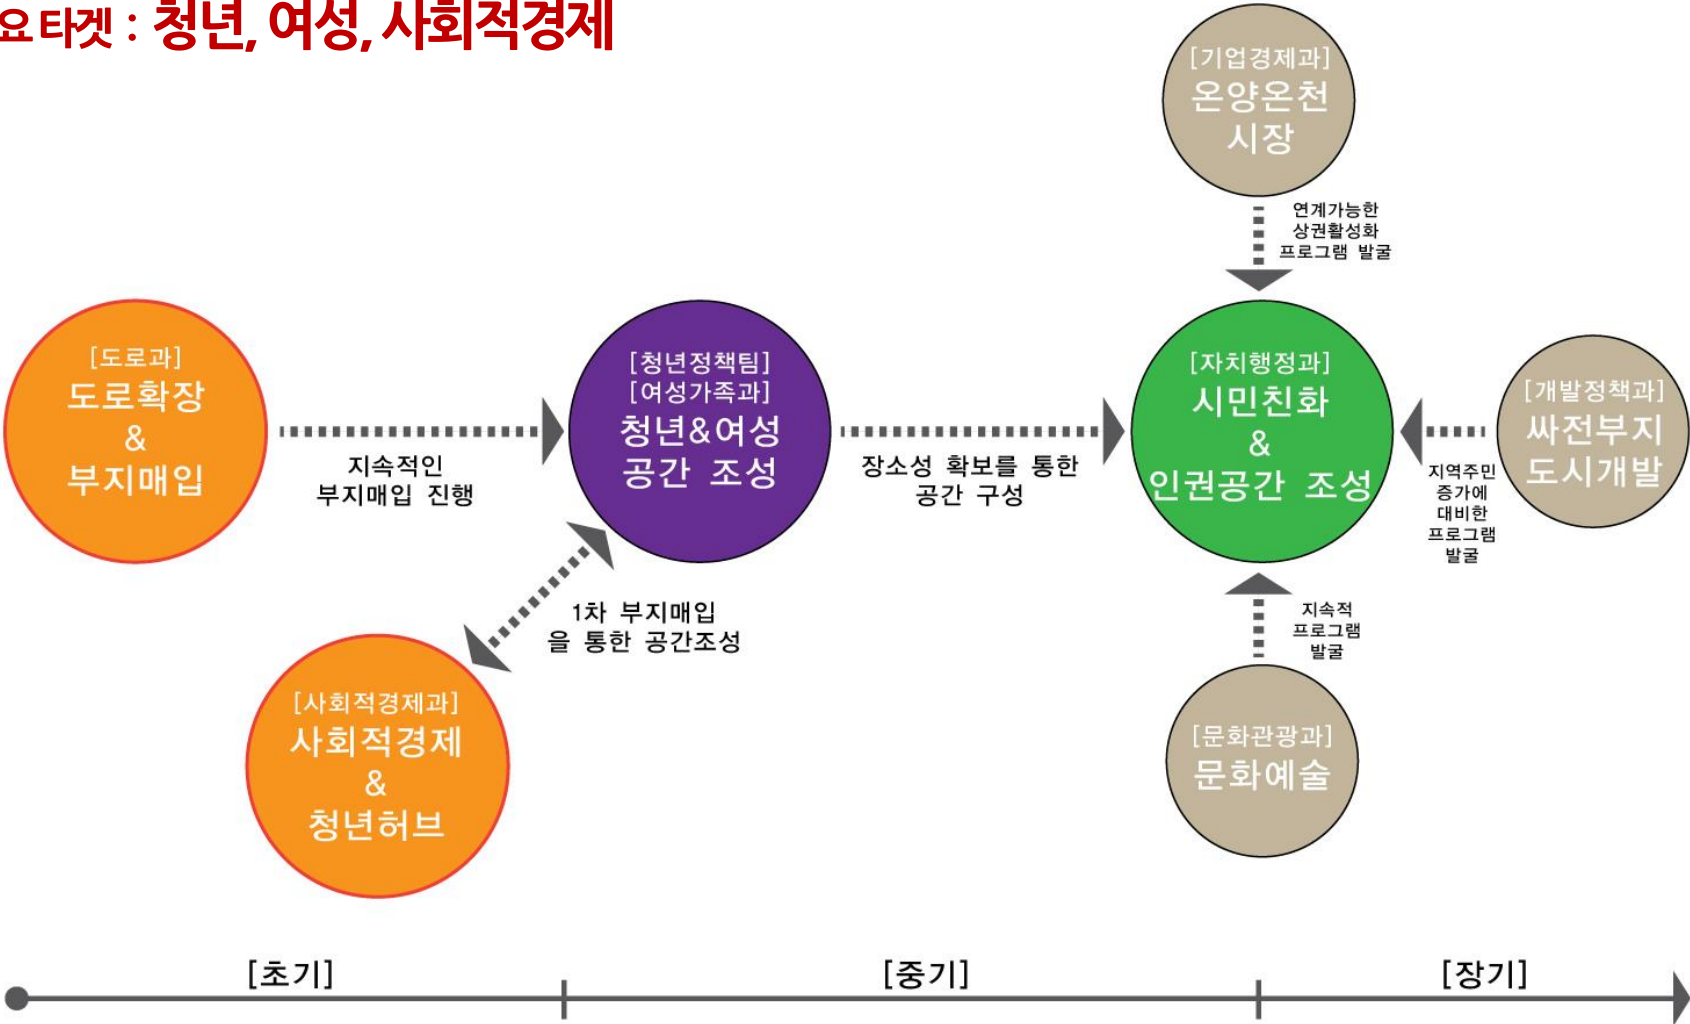 요 타겟 : 청년, 여성, 사회적경제
[기업경제과]
온양온천
시장
연계가능한
상권활성화
프로그램 발굴
[도로과]
도로확장
&
부지매입
지속적인
부지매입 진행
[청년정책팀]
[여성가족과]
청년&여성
공간 조성
장소성 확보를 통한
공간 구성
[자치행정과]
시민친화
&
인권공간 조성
[개발정책과]
싸전부지
도시개발
지역주민
증가에
대비한
프로그램
발굴
1차 부지매입
을 통한 공간조성
[사회적경제과]
사회적경제
&
청년허브
지속적
프로그램
발굴
[문화관광과]
문화예술
[초기]
[중기]
[장기]